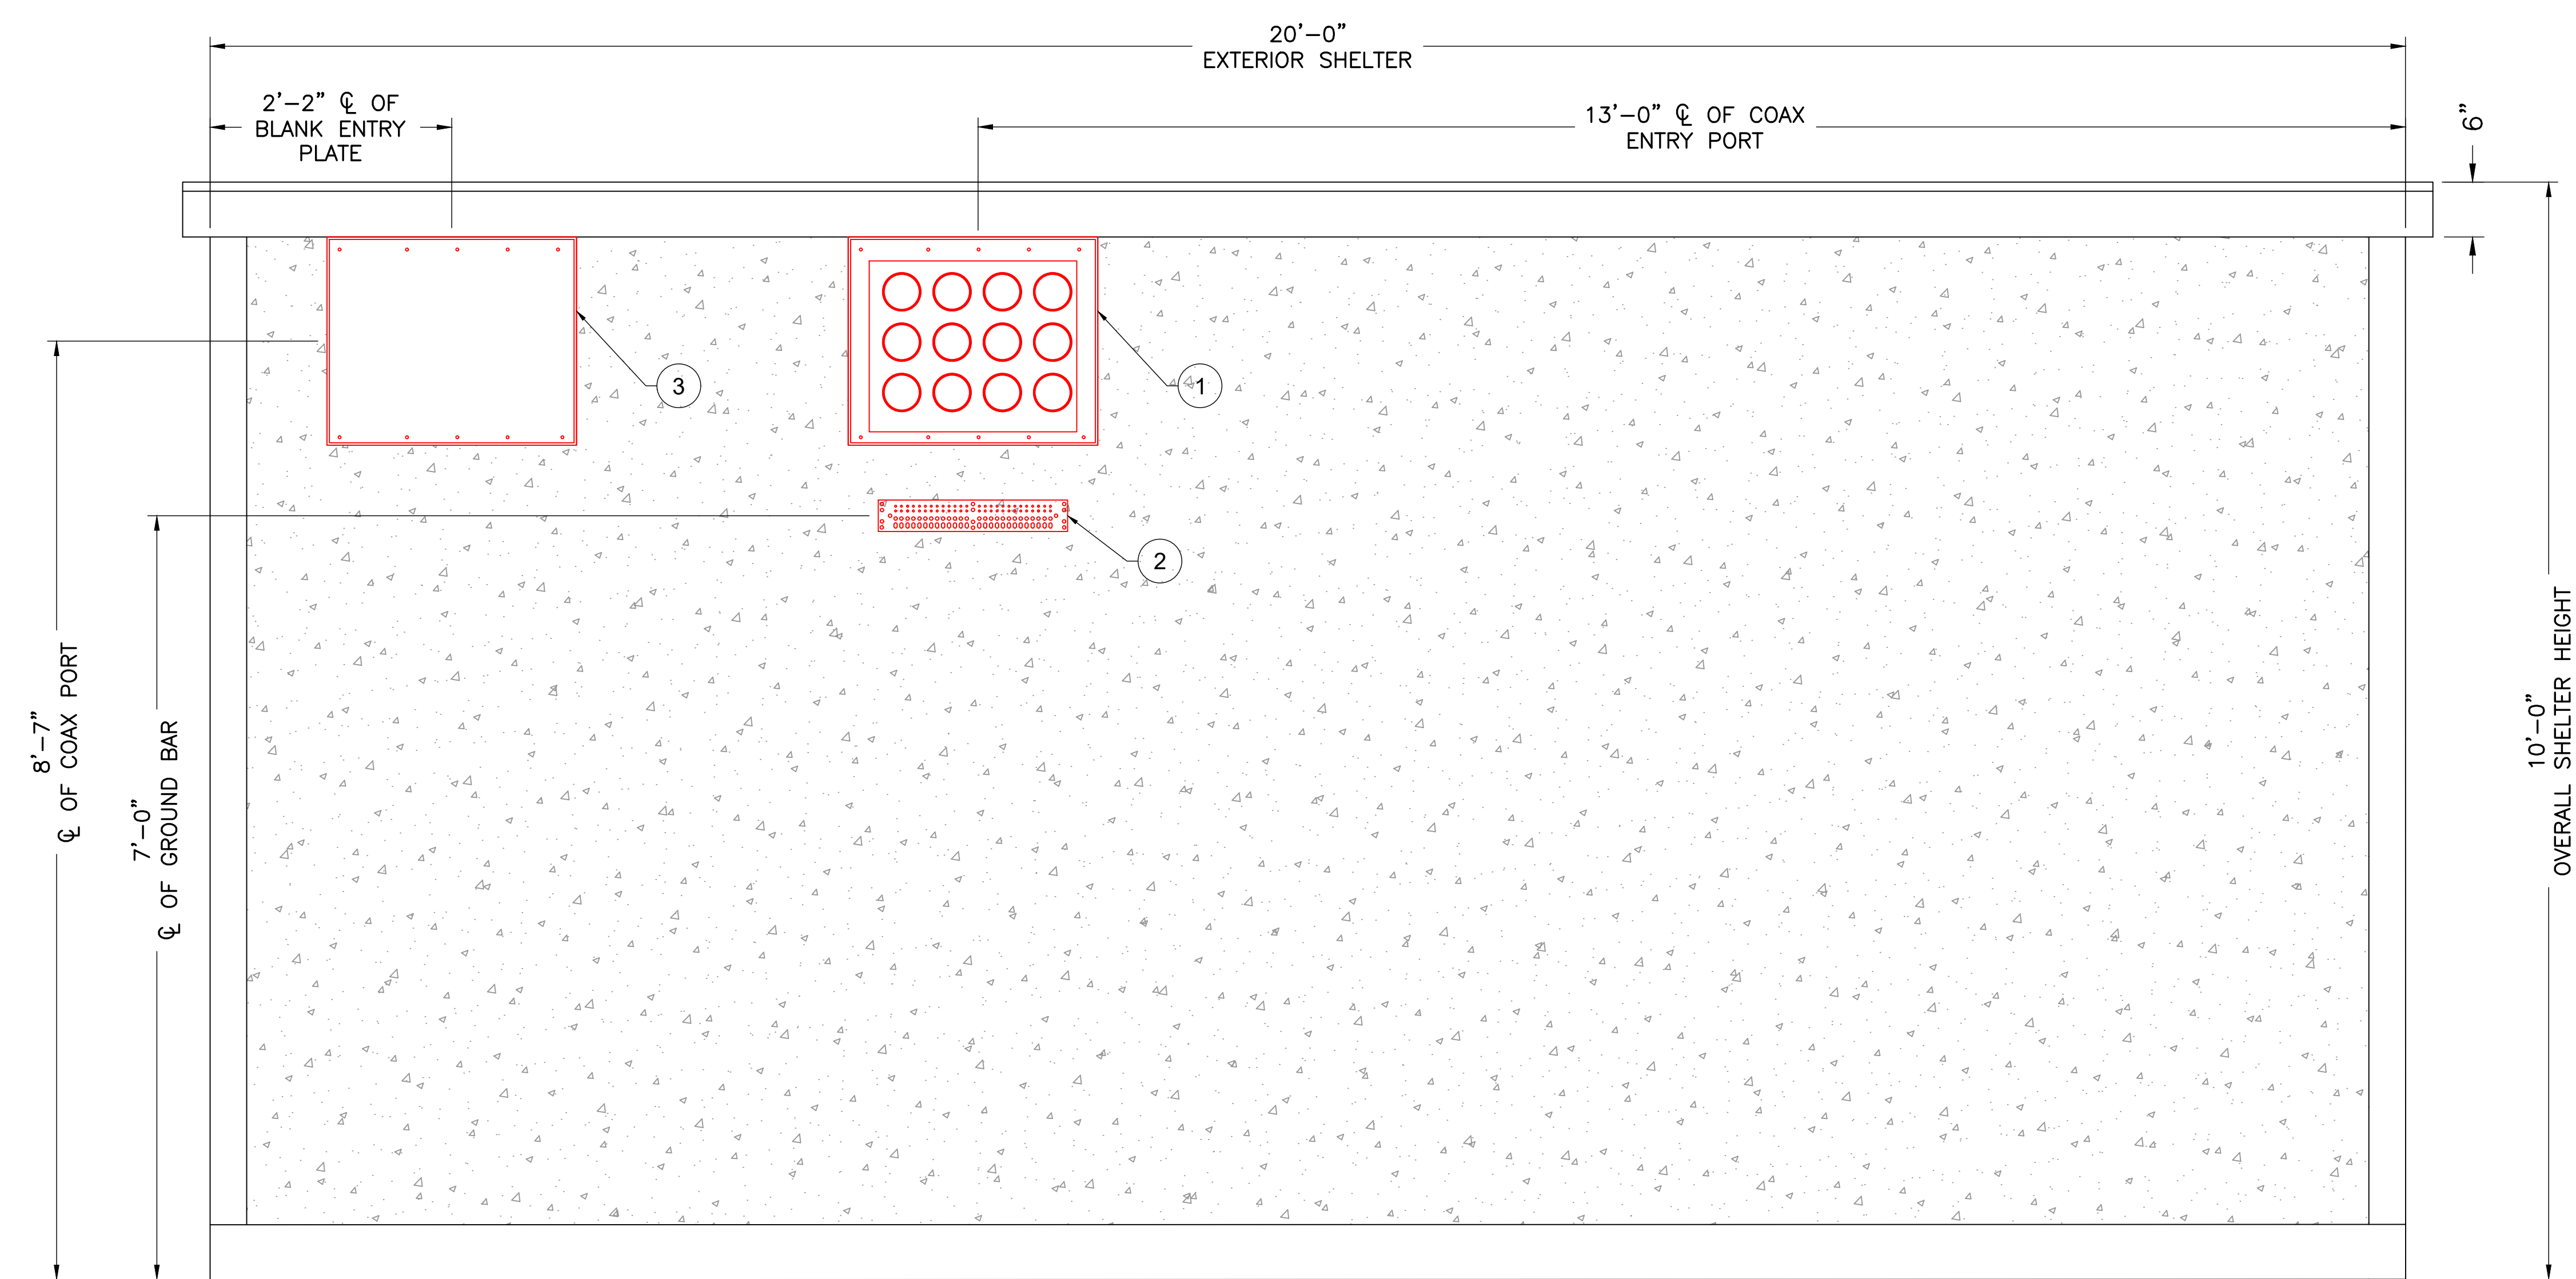 20'-0"
EXTERIOR SHELTER
2'-2" ℄ OF
BLANK ENTRY
PLATE
13'-0" ℄ OF COAX
ENTRY PORT
6"
3
1
2
8'-7"
℄ OF COAX PORT
7'-0"
℄ OF GROUND BAR
10'-0"
OVERALL SHELTER HEIGHT